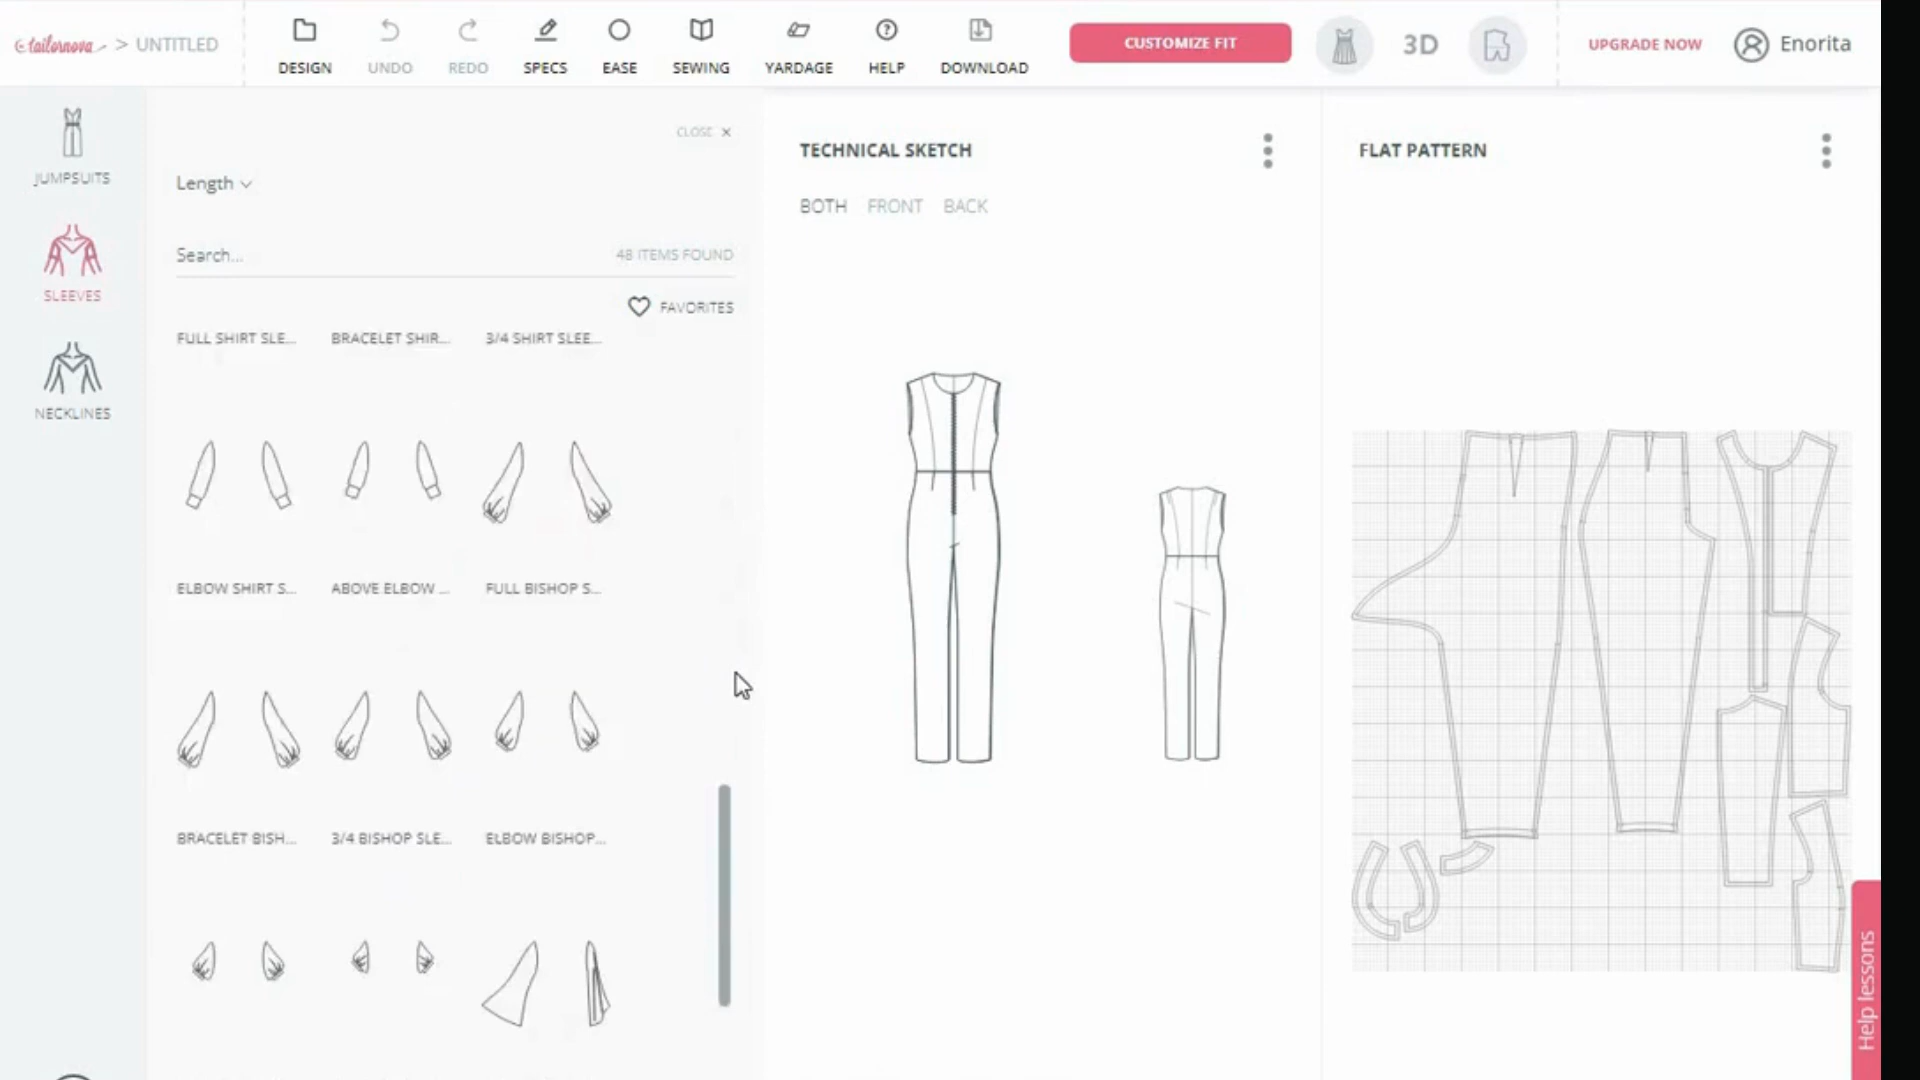 tailornova > UNTITLED
DESIGN UNDO REDO SPECS EASE SEWING YARDAGE HELP DOWNLOAD
CUSTOMIZE FIT
3D
UPGRADE NOW
Enorita
JUMPSUITS
SLEEVES
NECKLINES
CLOSE ×
Length
Search...
48 ITEMS FOUND
FAVORITES
FULL SHIRT SLE... BRACELET SHIR... 3/4 SHIRT SLEE...
ELBOW SHIRT S... ABOVE ELBOW ... FULL BISHOP S...
BRACELET BISH... 3/4 BISHOP SLE... ELBOW BISHOP...
TECHNICAL SKETCH
BOTH FRONT BACK
FLAT PATTERN
Help lessons